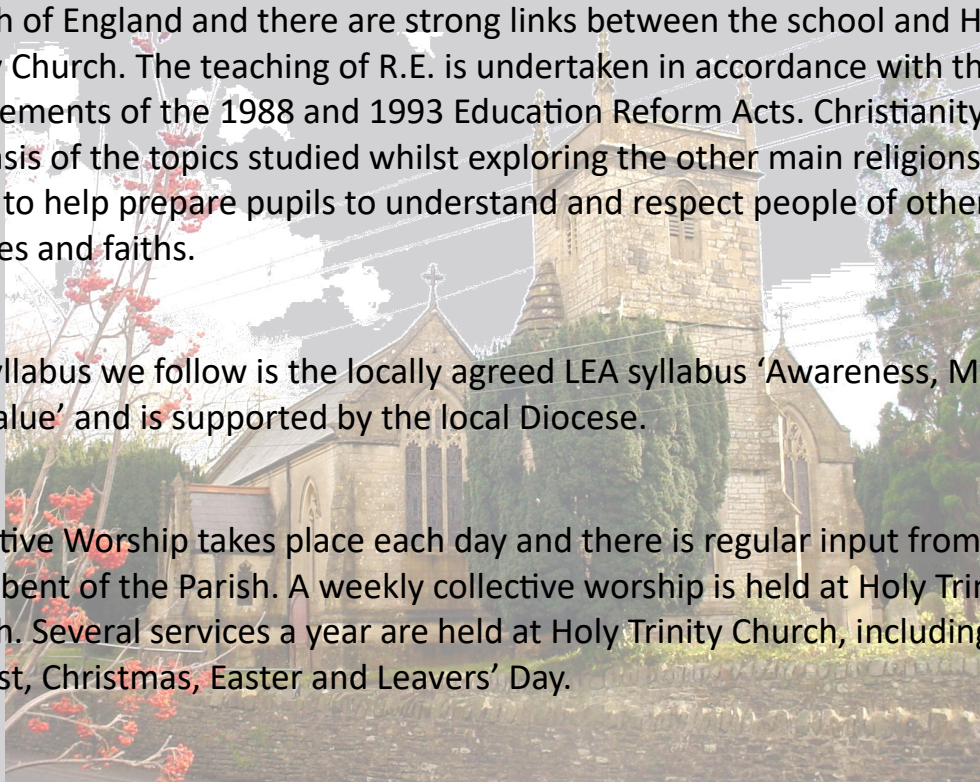 h of England and there are strong links between the school and H
y Church. The teaching of R.E. is undertaken in accordance with th
ements of the 1988 and 1993 Education Reform Acts. Christianity
sis of the topics studied whilst exploring the other main religions
to help prepare pupils to understand and respect people of other
es and faiths.
yllabus we follow is the locally agreed LEA syllabus ‘Awareness, M
alue’ and is supported by the local Diocese.
tive Worship takes place each day and there is regular input from
bent of the Parish. A weekly collective worship is held at Holy Trin
h. Several services a year are held at Holy Trinity Church, including
st, Christmas, Easter and Leavers’ Day.